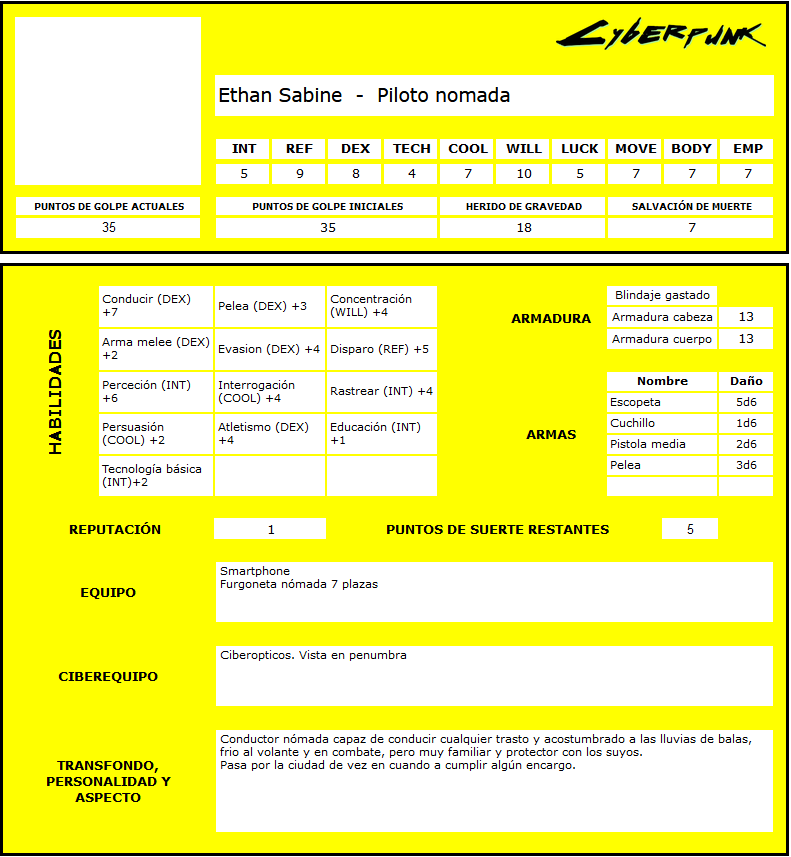 Cyberpunk
Ethan Sabine - Piloto nomada
INT REF DEX TECH COOL WILL LUCK MOVE BODY EMP
5 9 8 4 7 10 5 7 7 7
PUNTOS DE GOLPE ACTUALES PUNTOS DE GOLPE INICIALES HERIDO DE GRAVEDAD SALVACIÓN DE MUERTE
35 35 18 7
HABILIDADES
Conducir (DEX)
+7
Pelea (DEX) +3
Concentración
(WILL) +4
Arma melee (DEX)
+2
Evasion (DEX) +4
Disparo (REF) +5
Perceción (INT)
+6
Interrogación
(COOL) +4
Rastrear (INT) +4
Persuasión
(COOL) +2
Atletismo (DEX)
+4
Educación (INT)
+1
Tecnología básica
(INT)+2
ARMADURA
Blindaje gastado
Armadura cabeza 13
Armadura cuerpo 13
ARMAS
Nombre Daño
Escopeta 5d6
Cuchillo 1d6
Pistola media 2d6
Pelea 3d6
REPUTACIÓN 1 PUNTOS DE SUERTE RESTANTES 5
EQUIPO
Smartphone
Furgoneta nómada 7 plazas
CIBEREQUIPO
Ciberopticos. Vista en penumbra
TRANSFONDO,
PERSONALIDAD Y
ASPECTO
Conductor nómada capaz de conducir cualquier trasto y acostumbrado a las lluvias de balas,
frio al volante y en combate, pero muy familiar y protector con los suyos.
Pasa por la ciudad de vez en cuando a cumplir algún encargo.